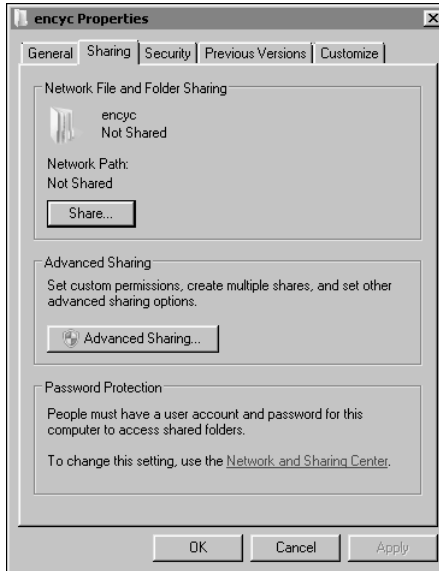 encyc Properties
General Sharing Security Previous Versions Customize
Network File and Folder Sharing
encyc
Not Shared
Network Path:
Not Shared
Share...
Advanced Sharing
Set custom permissions, create multiple shares, and set other
advanced sharing options.
Advanced Sharing...
Password Protection
People must have a user account and password for this
computer to access shared folders.
To change this setting, use the Network and Sharing Center.
OK Cancel Apply